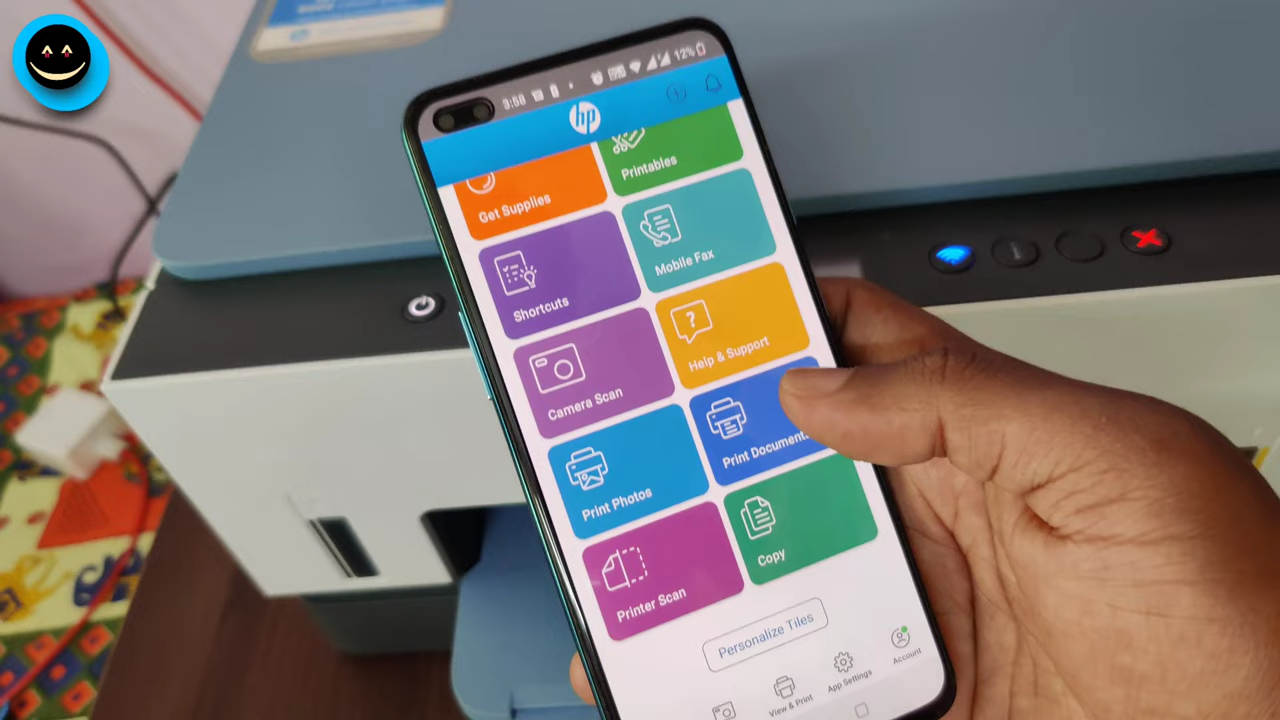 3:58
12%
hp
Printables
Get Supplies
Mobile Fax
Shortcuts
Help & Support
Camera Scan
Print Documents
Print Photos
Copy
Printer Scan
Personalize Tiles
View & Print
App Settings
Account